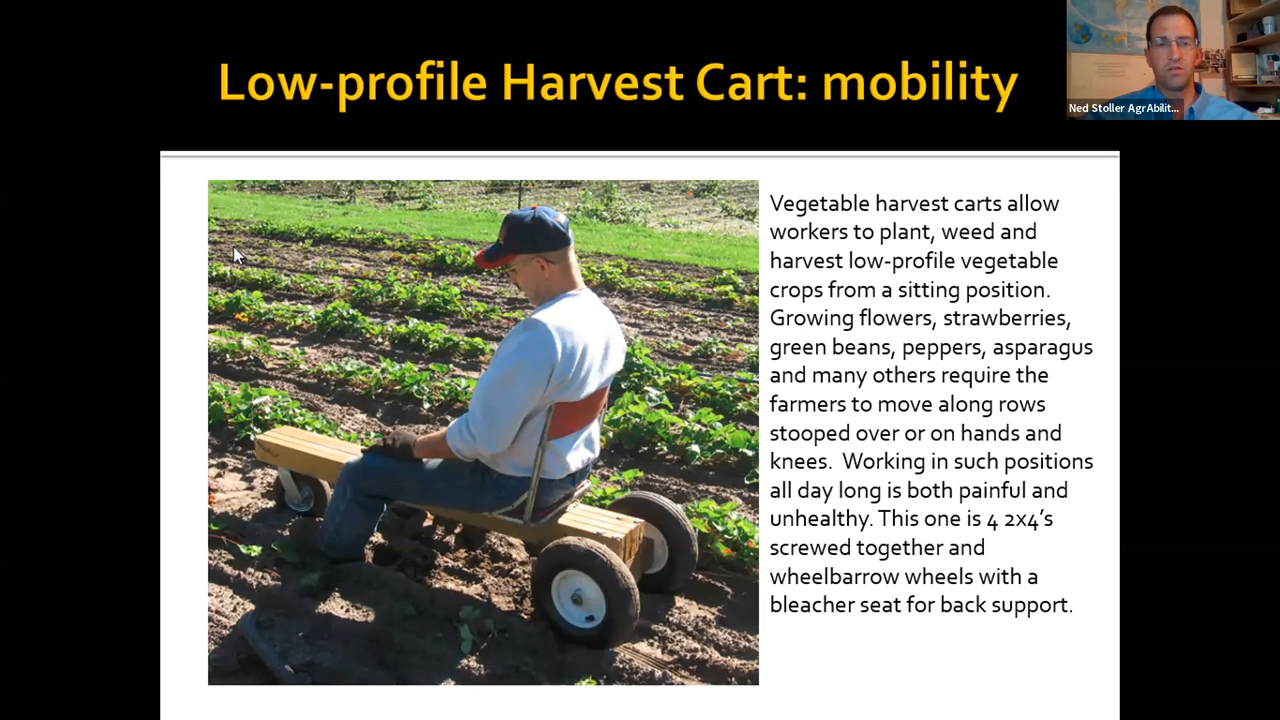 Low-profile Harvest Cart: mobility
Ned Stoller AgrAbilit...
Vegetable harvest carts allow
workers to plant, weed and
harvest low-profile vegetable
crops from a sitting position.
Growing flowers, strawberries,
green beans, peppers, asparagus
and many others require the
farmers to move along rows
stooped over or on hands and
knees.  Working in such positions
all day long is both painful and
unhealthy. This one is 4 2x4's
screwed together and
wheelbarrow wheels with a
bleacher seat for back support.